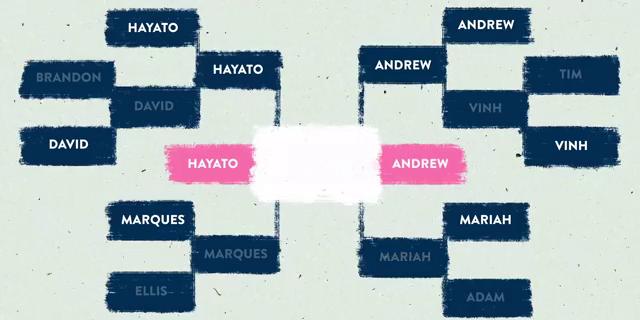 HAYATO
HAYATO
BRANDON
DAVID
DAVID
HAYATO
MARQUES
MARQUES
ELLIS
ANDREW
ANDREW
TIM
VINH
VINH
ANDREW
MARIAH
MARIAH
ADAM